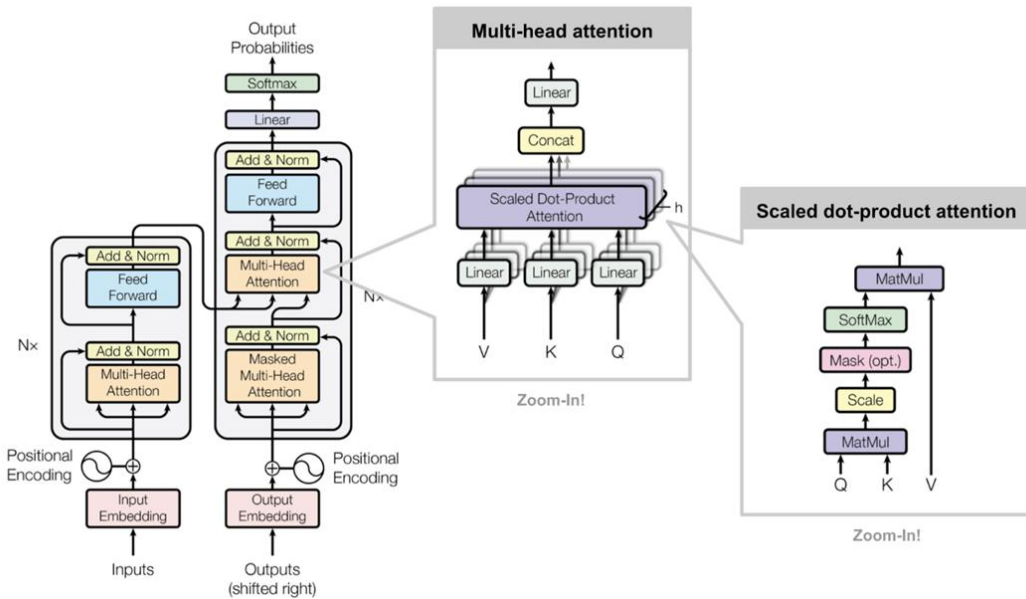 Output
Probabilities
Softmax
Linear
Add & Norm
Feed
Forward
Add & Norm
Multi-Head
Attention
Nx
Add & Norm
Masked
Multi-Head
Attention
Positional
Encoding
Output
Embedding
Outputs
(shifted right)
Add & Norm
Feed
Forward
Nx
Add & Norm
Multi-Head
Attention
Positional
Encoding
Input
Embedding
Inputs
Multi-head attention
Linear
Concat
Scaled Dot-Product
Attention
h
Linear Linear Linear
V K Q
Zoom-In!
Scaled dot-product attention
MatMul
SoftMax
Mask (opt.)
Scale
MatMul
Q K V
Zoom-In!